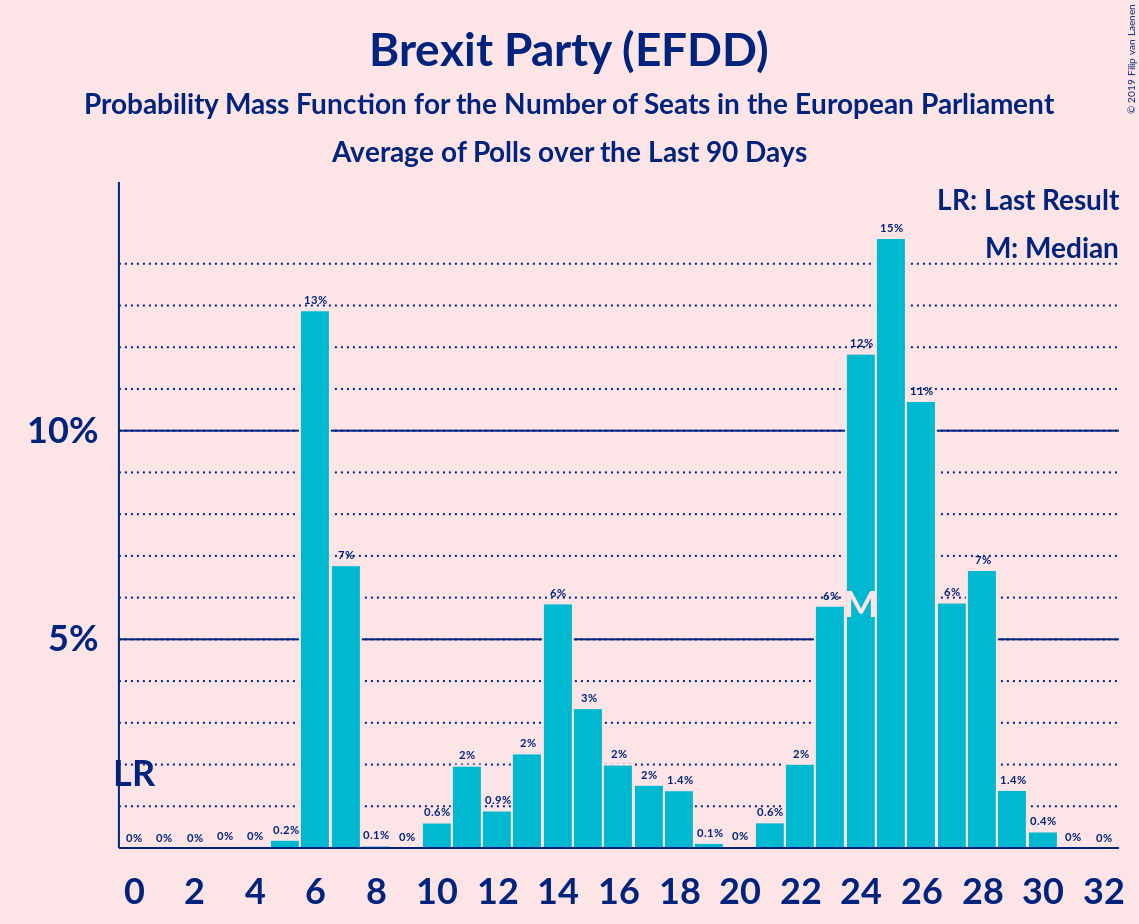 Brexit Party (EFDD)
Probability Mass Function for the Number of Seats in the European Parliament
Average of Polls over the Last 90 Days
© 2019 Filip van Laenen
LR: Last Result
M: Median
10%
5%
LR
M
0% 0% 0% 0% 0% 0.2% 13% 7% 0.1% 0% 0.6% 2% 0.9% 2% 6% 3% 2% 2% 1.4% 0.1% 0% 0.6% 2% 6% 12% 15% 11% 6% 7% 1.4% 0.4% 0% 0%
0 2 4 6 8 10 12 14 16 18 20 22 24 26 28 30 32